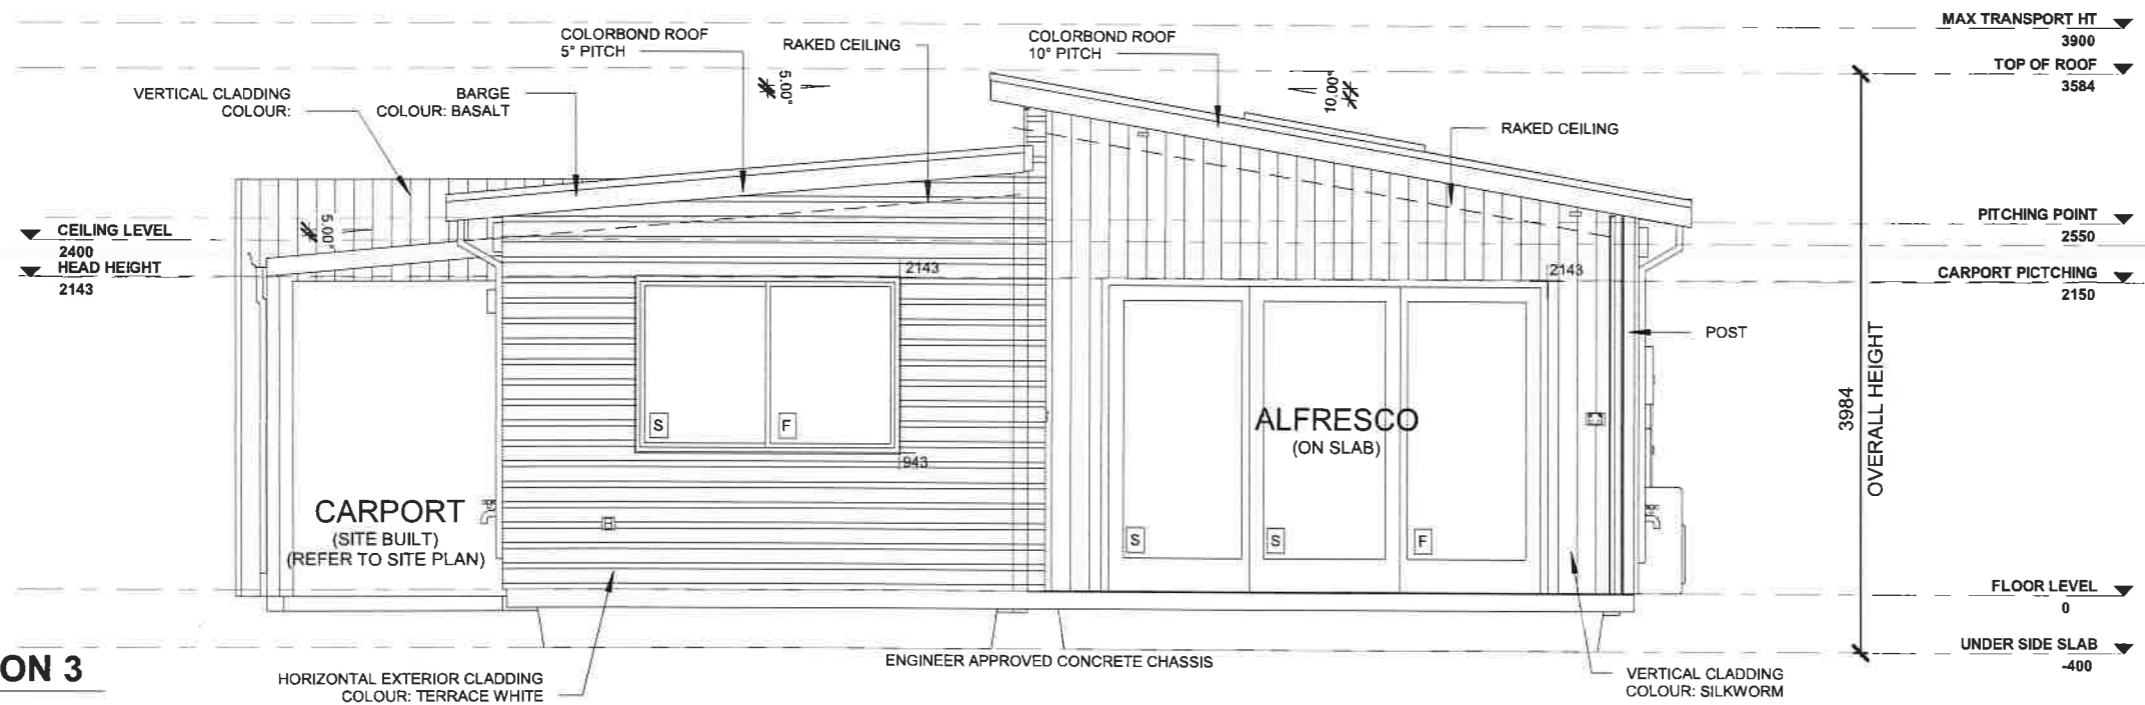 MAX TRANSPORT HT
3900
COLORBOND ROOF
5° PITCH
RAKED CEILING
COLORBOND ROOF
10° PITCH
TOP OF ROOF
3584
VERTICAL CLADDING
COLOUR:
BARGE
COLOUR: BASALT
5.00°
10.00°
RAKED CEILING
5.00°
CEILING LEVEL
2400
HEAD HEIGHT
2143
PITCHING POINT
2550
2143
2143
CARPORT PICTCHING
2150
POST
3984
OVERALL HEIGHT
S
F
ALFRESCO
(ON SLAB)
943
CARPORT
(SITE BUILT)
(REFER TO SITE PLAN)
S
S
F
FLOOR LEVEL
0
UNDER SIDE SLAB
-400
ENGINEER APPROVED CONCRETE CHASSIS
ON 3
HORIZONTAL EXTERIOR CLADDING
COLOUR: TERRACE WHITE
VERTICAL CLADDING
COLOUR: SILKWORM